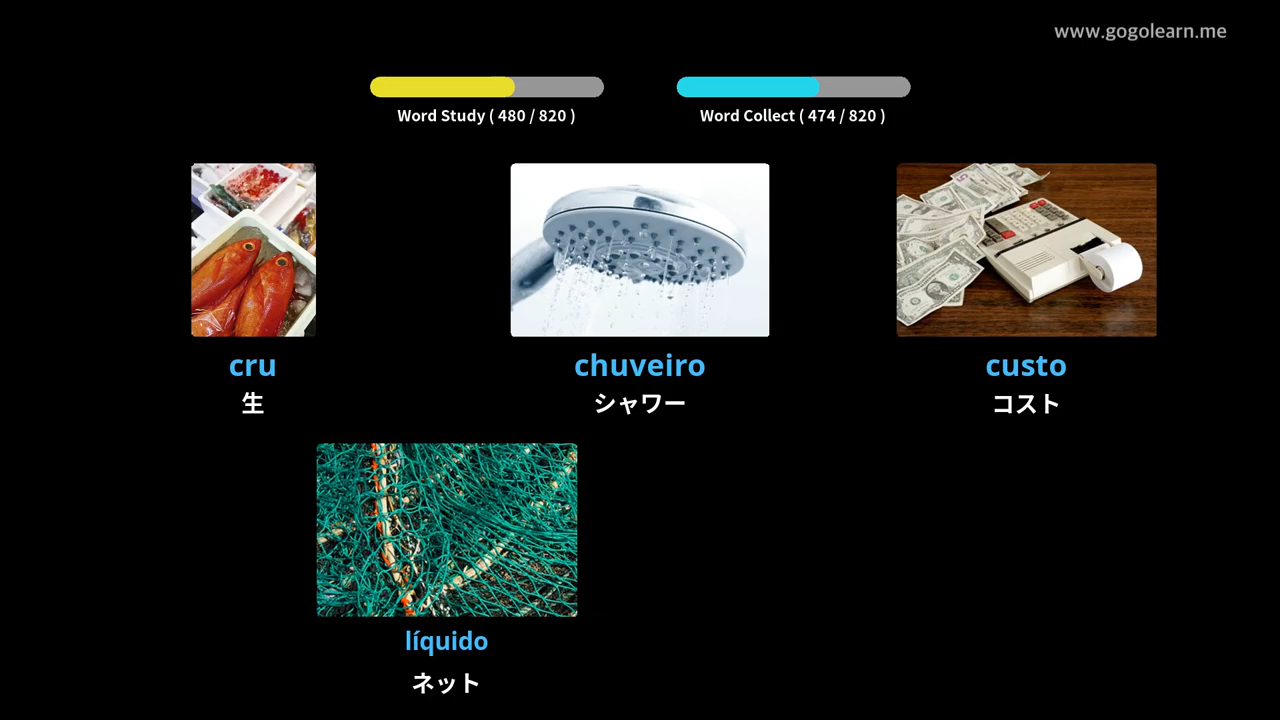 www.gogolearn.me
Word Study ( 480 / 820 )
Word Collect ( 474 / 820 )
cru
生
chuveiro
シャワー
custo
コスト
líquido
ネット